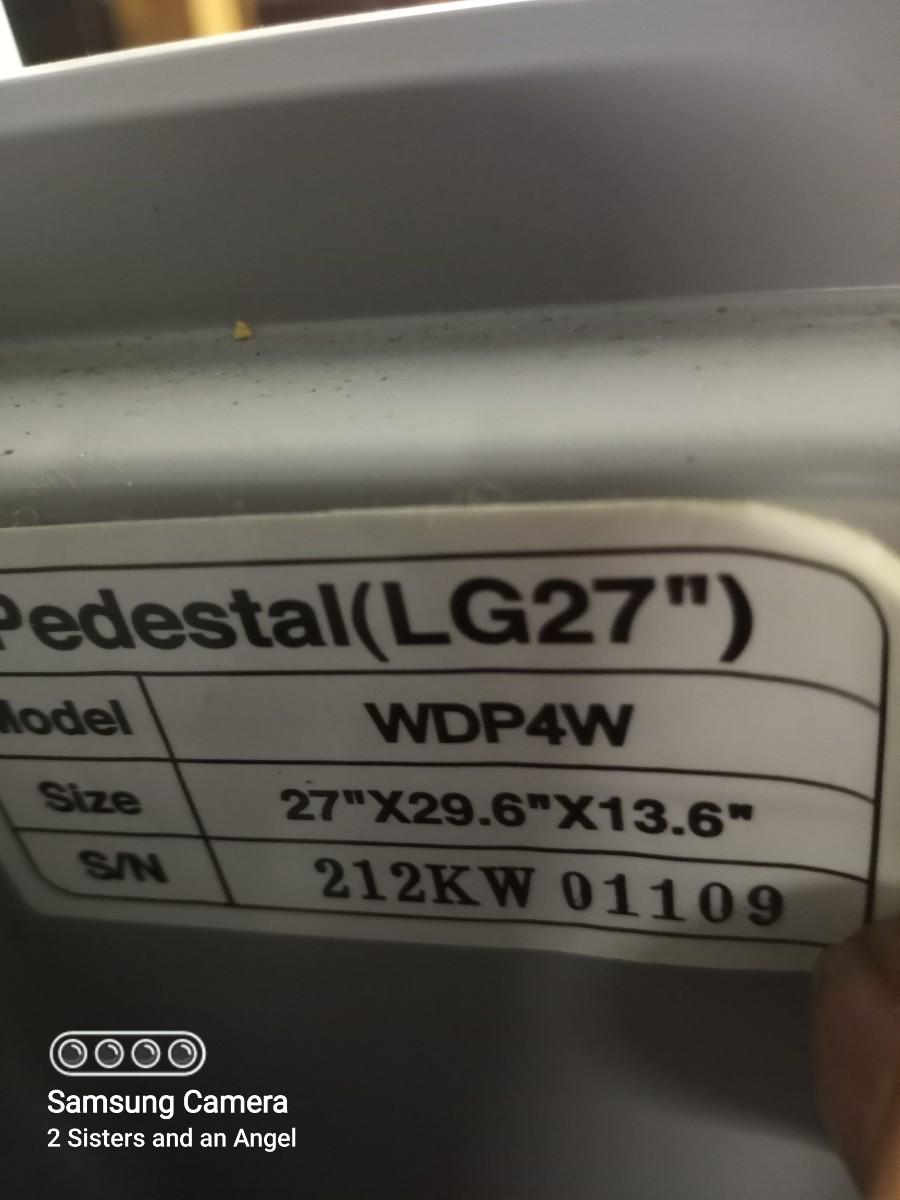 Pedestal(LG27")
Model WDP4W
Size 27"X29.6"X13.6"
S/N 212KW 01109
Samsung Camera
2 Sisters and an Angel